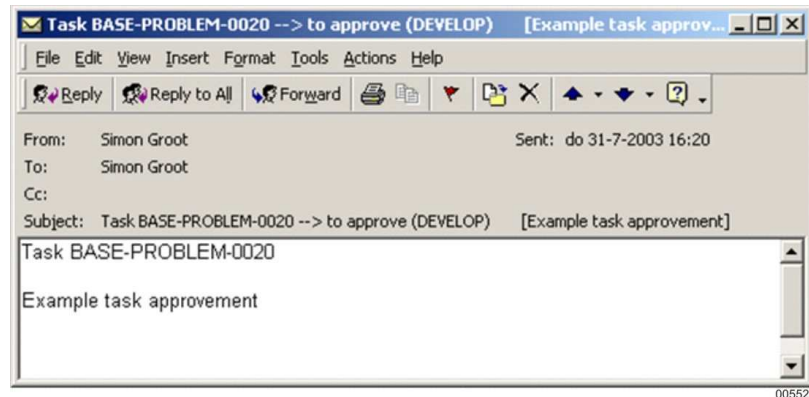 Task BASE-PROBLEM-0020 --> to approve (DEVELOP) [Example task approv...
File Edit View Insert Format Tools Actions Help
Reply Reply to All Forward
From: Simon Groot Sent: do 31-7-2003 16:20
To: Simon Groot
Cc:
Subject: Task BASE-PROBLEM-0020 --> to approve (DEVELOP) [Example task approvement]
Task BASE-PROBLEM-0020
Example task approvement
00552